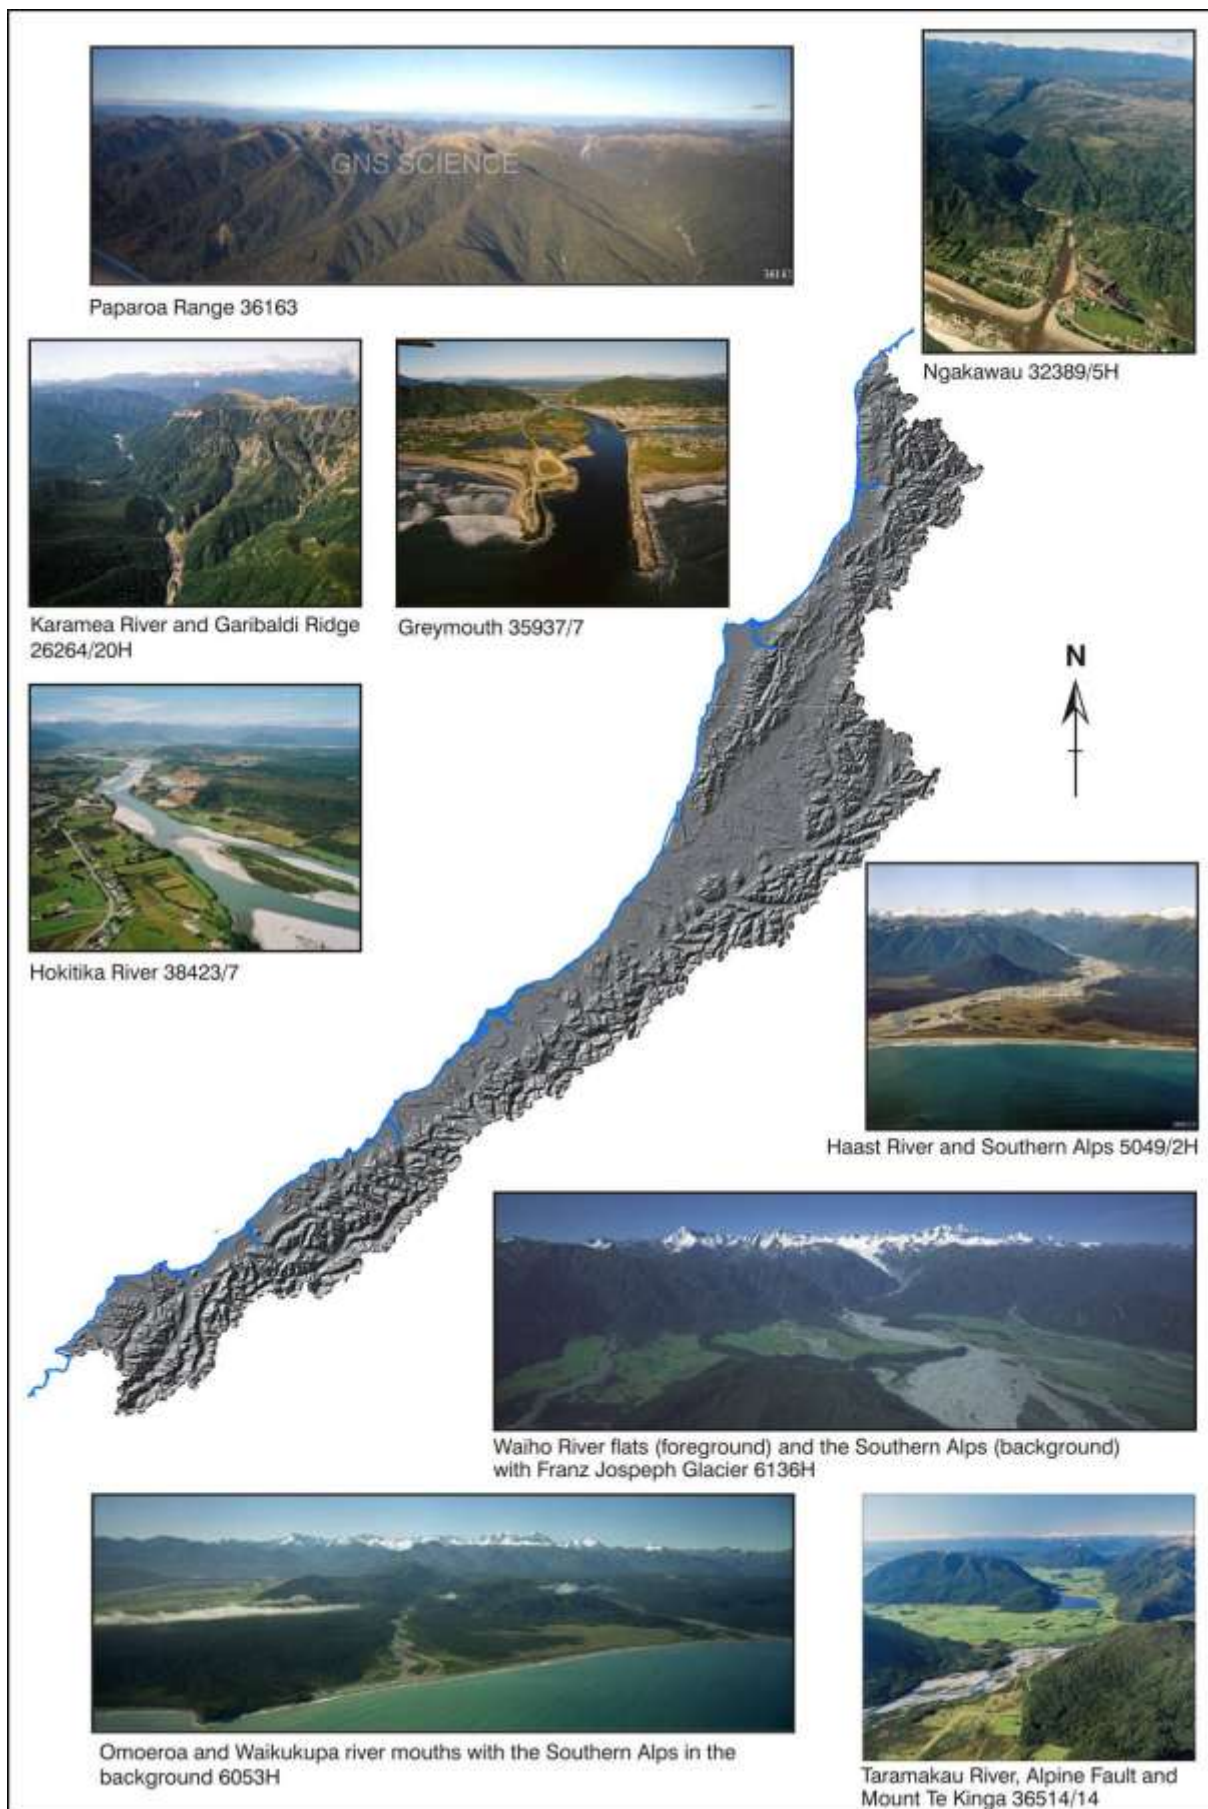 GNS SCIENCE
Paparoa Range 36163
Ngakawau 32389/5H
Karamea River and Garibaldi Ridge
26264/20H
Greymouth 35937/7
N
Hokitika River 38423/7
Haast River and Southern Alps 5049/2H
Waiho River flats (foreground) and the Southern Alps (background)
with Franz Jospeph Glacier 6136H
Omoeroa and Waikukupa river mouths with the Southern Alps in the
background 6053H
Taramakau River, Alpine Fault and
Mount Te Kinga 36514/14